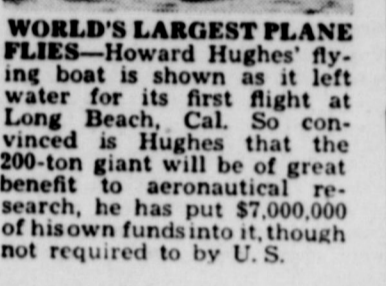 WORLD'S LARGEST PLANE
FLIES—Howard Hughes' fly-
ing boat is shown as it left
water for its first flight at
Long Beach, Cal. So con-
vinced is Hughes that the
200-ton giant will be of great
benefit to aeronautical re-
search, he has put $7,000,000
of his own funds into it, though
not required to by U. S.